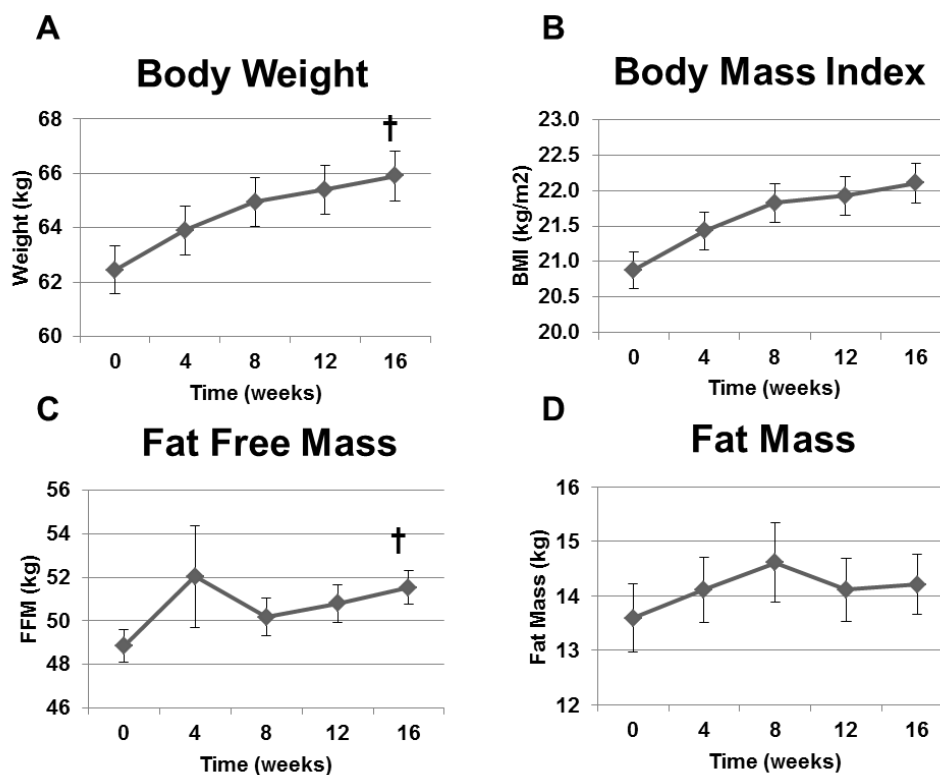 A
Body Weight
68
66
64
62
60
Weight (kg)
†
0 4 8 12 16
Time (weeks)
B
Body Mass Index
23.0
22.5
22.0
21.5
21.0
20.5
20.0
BMI (kg/m2)
0 4 8 12 16
Time (weeks)
C
Fat Free Mass
56
54
52
50
48
46
FFM (kg)
†
0 4 8 12 16
Time (weeks)
D
Fat Mass
16
15
14
13
12
Fat Mass (kg)
0 4 8 12 16
Time (weeks)